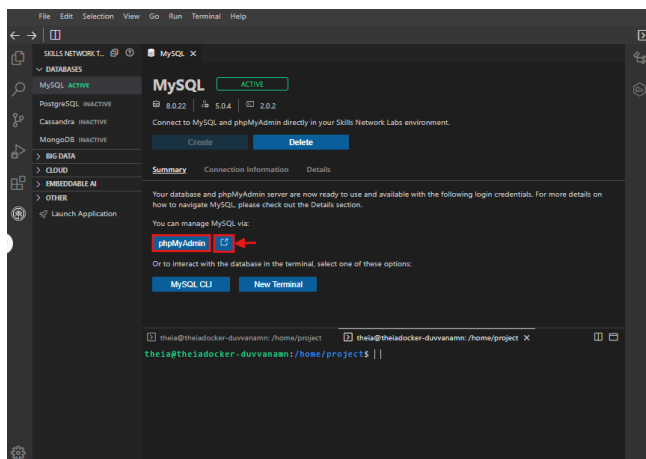 File Edit Selection View Go Run Terminal Help
SKILLS NETWORK T...
MySQL
DATABASES
MySQL ACTIVE
PostgreSQL INACTIVE
Cassandra INACTIVE
MongoDB INACTIVE
BIG DATA
CLOUD
EMBEDDABLE AI
OTHER
Launch Application
MySQL ACTIVE
8.0.22 5.0.4 2.0.2
Connect to MySQL and phpMyAdmin directly in your Skills Network Labs environment.
Create Delete
Summary Connection Information Details
Your database and phpMyAdmin server are now ready to use and available with the following login credentials. For more details on
how to navigate MySQL, please check out the Details section.
You can manage MySQL via:
phpMyAdmin
Or to interact with the database in the terminal, select one of these options:
MySQL CLI New Terminal
theia@theiadocker-duvvanamn: /home/project theia@theiadocker-duvvanamn: /home/project
theia@theiadocker-duvvanamn:/home/project$